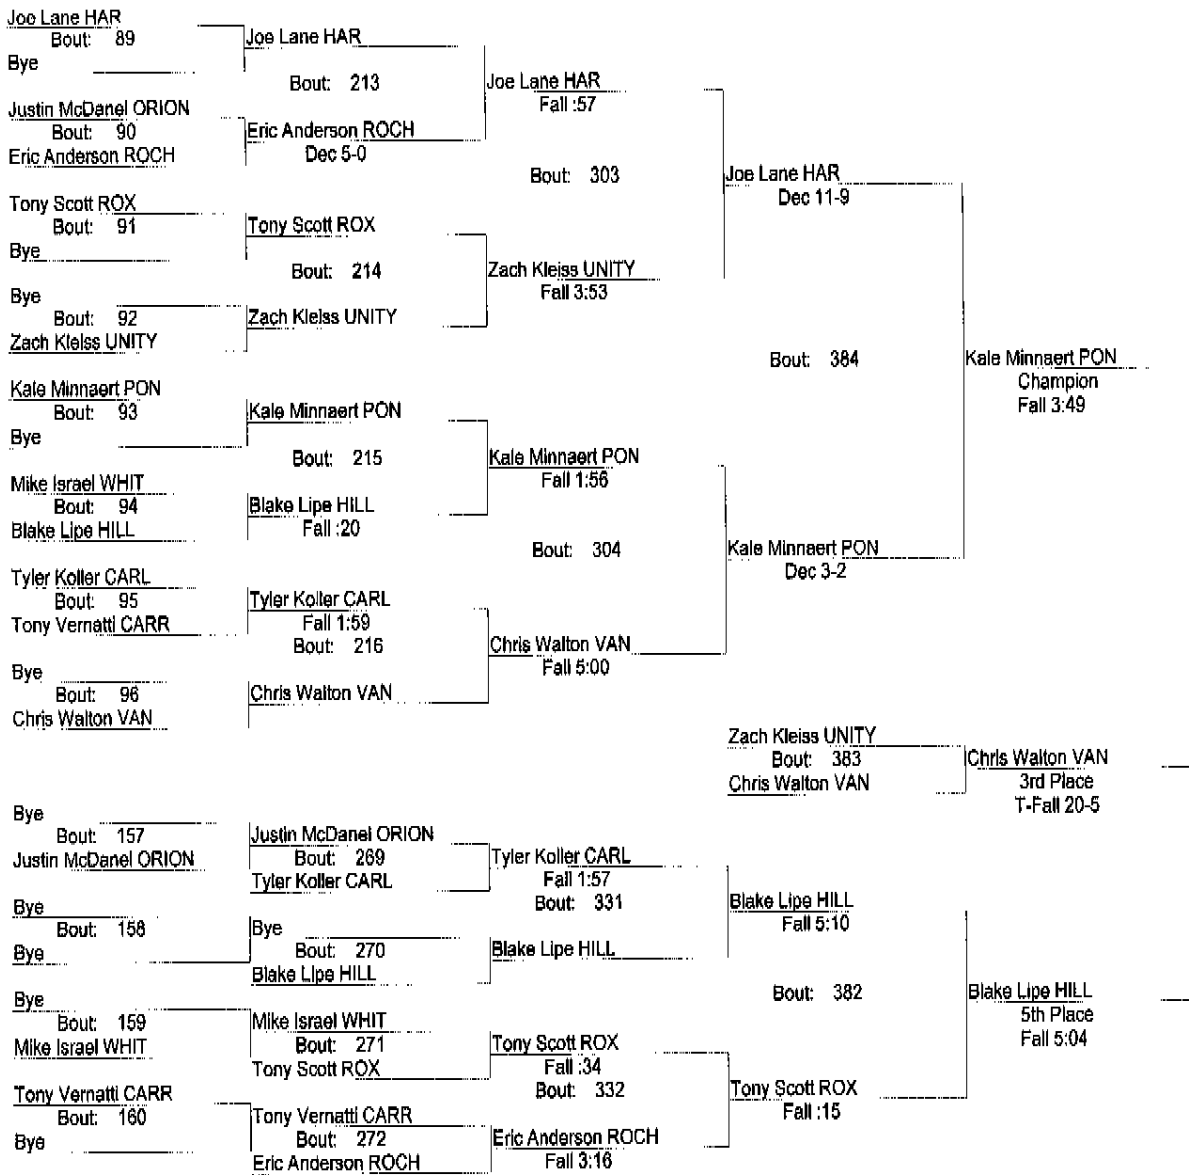 Joe Lane HAR
Bout: 89
Bye
Joe Lane HAR
Bout: 213
Justin McDanel ORION
Bout: 90
Eric Anderson ROCH
Eric Anderson ROCH
Dec 5-0
Joe Lane HAR
Fall :57
Bout: 303
Tony Scott ROX
Bout: 91
Bye
Tony Scott ROX
Bout: 214
Bye
Bout: 92
Zach Kleiss UNITY
Zach Kleiss UNITY
Zach Kleiss UNITY
Fall 3:53
Joe Lane HAR
Dec 11-9
Bout: 384
Kale Minnaert PON
Champion
Fall 3:49
Kale Minnaert PON
Bout: 93
Bye
Kale Minnaert PON
Bout: 215
Mike Israel WHIT
Bout: 94
Blake Lipe HILL
Blake Lipe HILL
Fall :20
Kale Minnaert PON
Fall 1:56
Bout: 304
Kale Minnaert PON
Dec 3-2
Tyler Koller CARL
Bout: 95
Tony Vernatti CARR
Tyler Koller CARL
Fall 1:59
Bout: 216
Bye
Bout: 96
Chris Walton VAN
Chris Walton VAN
Chris Walton VAN
Fall 5:00
Zach Kleiss UNITY
Bout: 383
Chris Walton VAN
Chris Walton VAN
3rd Place
T-Fall 20-5
Bye
Bout: 157
Justin McDanel ORION
Justin McDanel ORION
Bout: 269
Tyler Koller CARL
Tyler Koller CARL
Fall 1:57
Bout: 331
Bye
Bout: 158
Bye
Bye
Bout: 270
Blake Lipe HILL
Blake Lipe HILL
Blake Lipe HILL
Fall 5:10
Bout: 382
Blake Lipe HILL
5th Place
Fall 5:04
Bye
Bout: 159
Mike Israel WHIT
Mike Israel WHIT
Bout: 271
Tony Scott ROX
Tony Scott ROX
Fall :34
Bout: 332
Tony Scott ROX
Fall :15
Tony Vernatti CARR
Bout: 160
Bye
Tony Vernatti CARR
Bout: 272
Eric Anderson ROCH
Eric Anderson ROCH
Fall 3:16